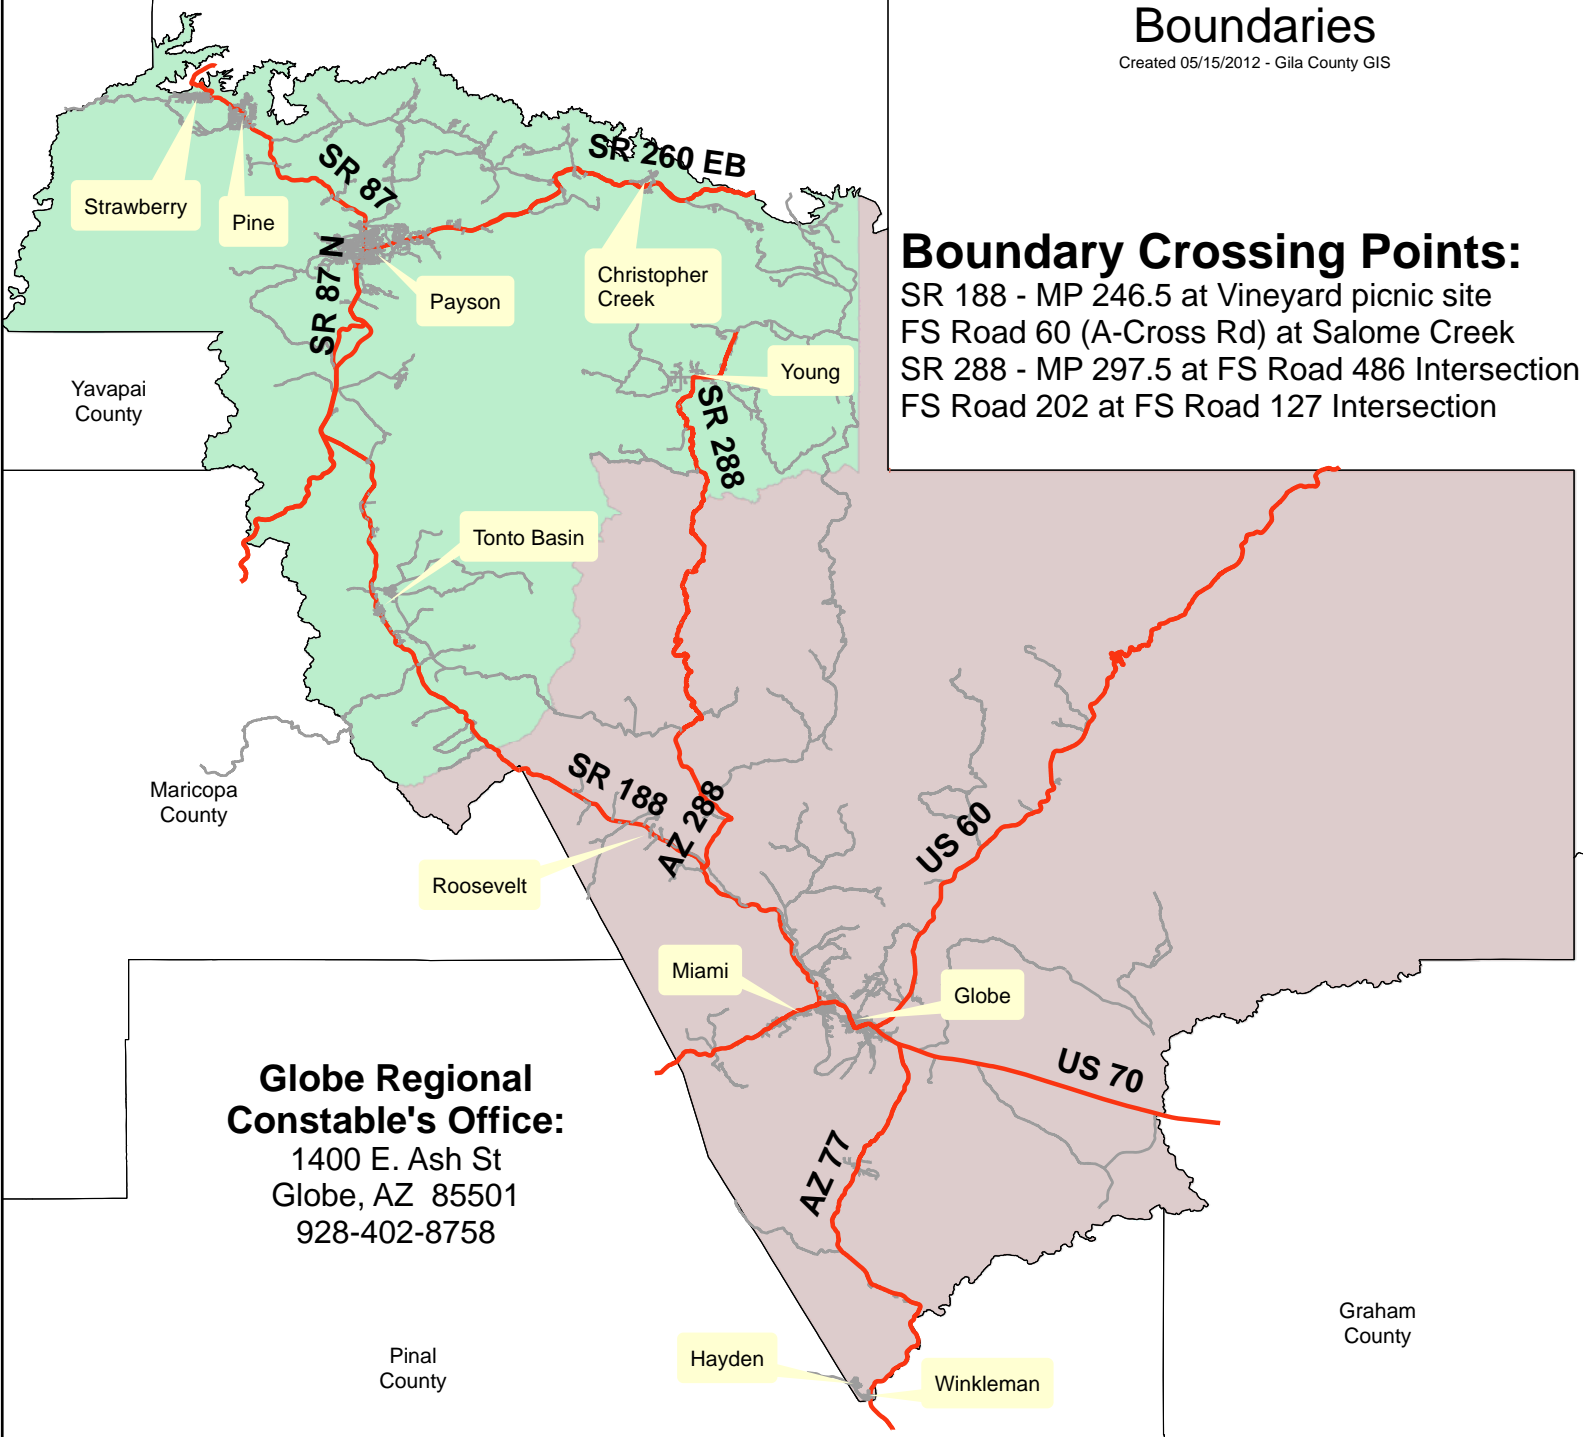 Boundaries
Created 05/15/2012 - Gila County GIS
SR 260 EB
SR 87
Strawberry
Pine
SR 87 N
Payson
Christopher
Creek
Boundary Crossing Points:
SR 188 - MP 246.5 at Vineyard picnic site
FS Road 60 (A-Cross Rd) at Salome Creek
SR 288 - MP 297.5 at FS Road 486 Intersection
FS Road 202 at FS Road 127 Intersection
Yavapai
County
Young
SR 288
Tonto Basin
Maricopa
County
SR 188
AZ 288
US 60
Roosevelt
Miami
Globe
US 70
Globe Regional
Constable's Office:
1400 E. Ash St
Globe, AZ  85501
928-402-8758
AZ 77
Graham
County
Pinal
County
Hayden
Winkleman